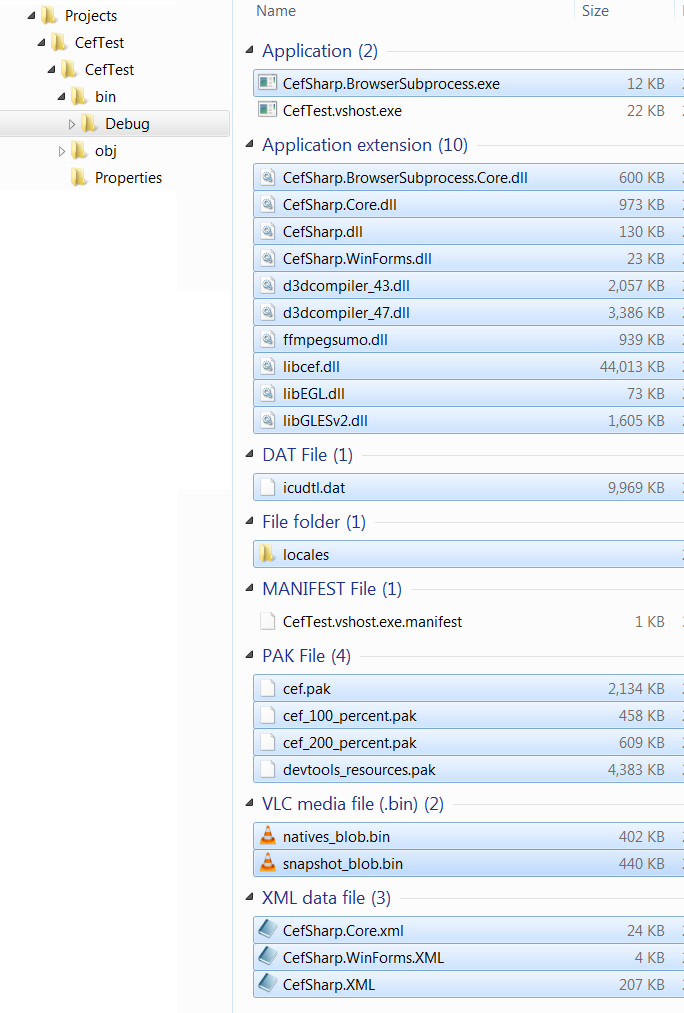 Projects
CefTest
CefTest
bin
Debug
obj
Properties
Name Size
Application (2)
CefSharp.BrowserSubprocess.exe 12 KB
CefTest.vshost.exe 22 KB
Application extension (10)
CefSharp.BrowserSubprocess.Core.dll 600 KB
CefSharp.Core.dll 973 KB
CefSharp.dll 130 KB
CefSharp.WinForms.dll 23 KB
d3dcompiler_43.dll 2,057 KB
d3dcompiler_47.dll 3,386 KB
ffmpegsumo.dll 939 KB
libcef.dll 44,013 KB
libEGL.dll 73 KB
libGLESv2.dll 1,605 KB
DAT File (1)
icudtl.dat 9,969 KB
File folder (1)
locales
MANIFEST File (1)
CefTest.vshost.exe.manifest 1 KB
PAK File (4)
cef.pak 2,134 KB
cef_100_percent.pak 458 KB
cef_200_percent.pak 609 KB
devtools_resources.pak 4,383 KB
VLC media file (.bin) (2)
natives_blob.bin 402 KB
snapshot_blob.bin 440 KB
XML data file (3)
CefSharp.Core.xml 24 KB
CefSharp.WinForms.XML 4 KB
CefSharp.XML 207 KB